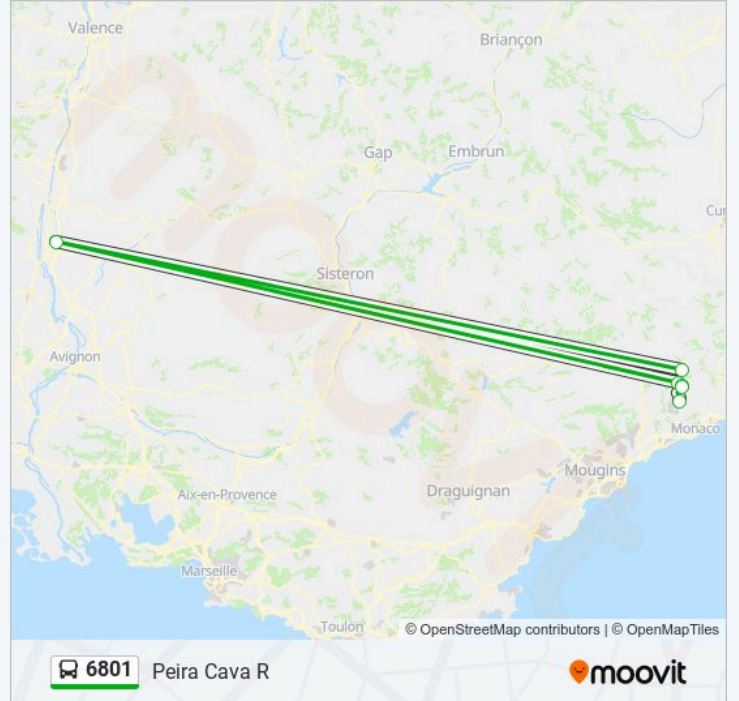 Valence
Briançon
Gap
Embrun
Cur
Sisteron
Avignon
Monaco
Mougins
Draguignan
Aix-en-Provence
Marseille
Toulon
© OpenStreetMap contributors | © OpenMapTiles
6801 Peira Cava R
moovit